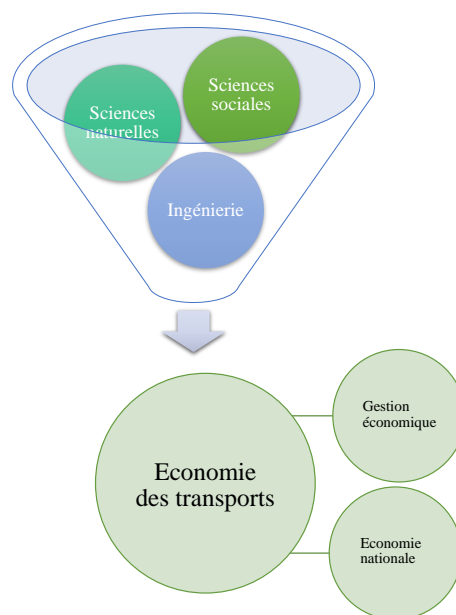 Sciences
sociales
Sciences
naturelles
Ingénierie
Economie
des transports
Gestion
économique
Economie
nationale